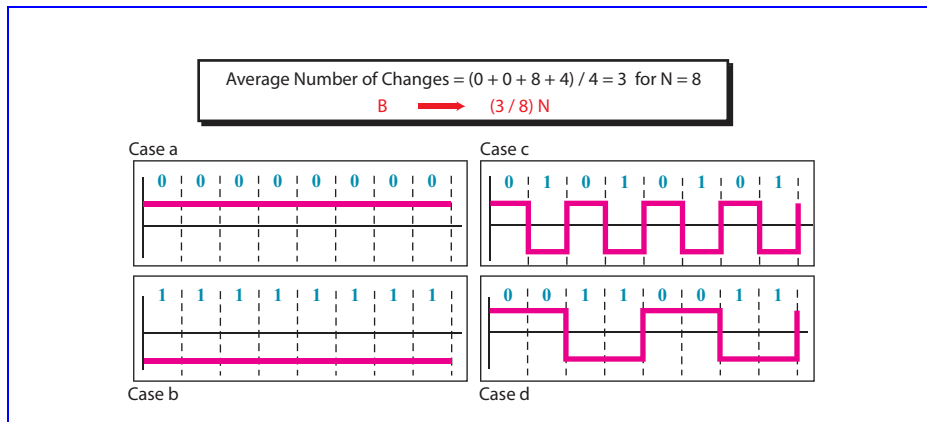 Average Number of Changes = (0 + 0 + 8 + 4) / 4 = 3 for N = 8
B (3 / 8) N
Case a
0 0 0 0 0 0 0 0
Case c
0 1 0 1 0 1 0 1
1 1 1 1 1 1 1 1
Case b
0 0 1 1 0 0 1 1
Case d